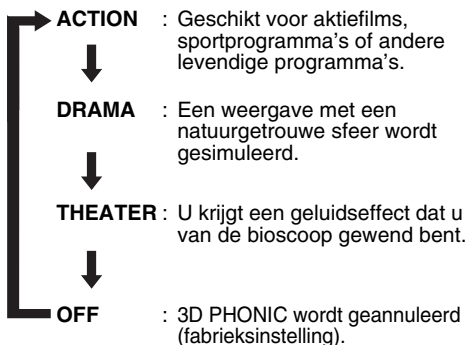 ACTION : Geschikt voor aktiefilms,
sportprogramma's of andere
levendige programma's.
DRAMA : Een weergave met een
natuurgetrouwe sfeer wordt
gesimuleerd.
THEATER : U krijgt een geluidseffect dat u
van de bioscoop gewend bent.
OFF : 3D PHONIC wordt geannuleerd
(fabrieksinstelling).